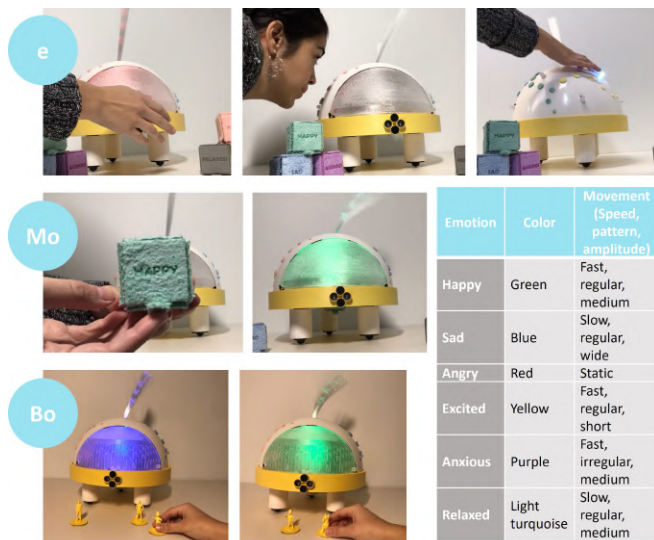 e
RELAXED
HAPPY
SAD
HAPPY
SAD
Mo
HAPPY
Bo
Emotion
Color
Movement
(Speed,
pattern,
amplitude)
Happy
Green
Fast,
regular,
medium
Sad
Blue
Slow,
regular,
wide
Angry
Red
Static
Excited
Yellow
Fast,
regular,
short
Anxious
Purple
Fast,
irregular,
medium
Relaxed
Light
turquoise
Slow,
regular,
medium